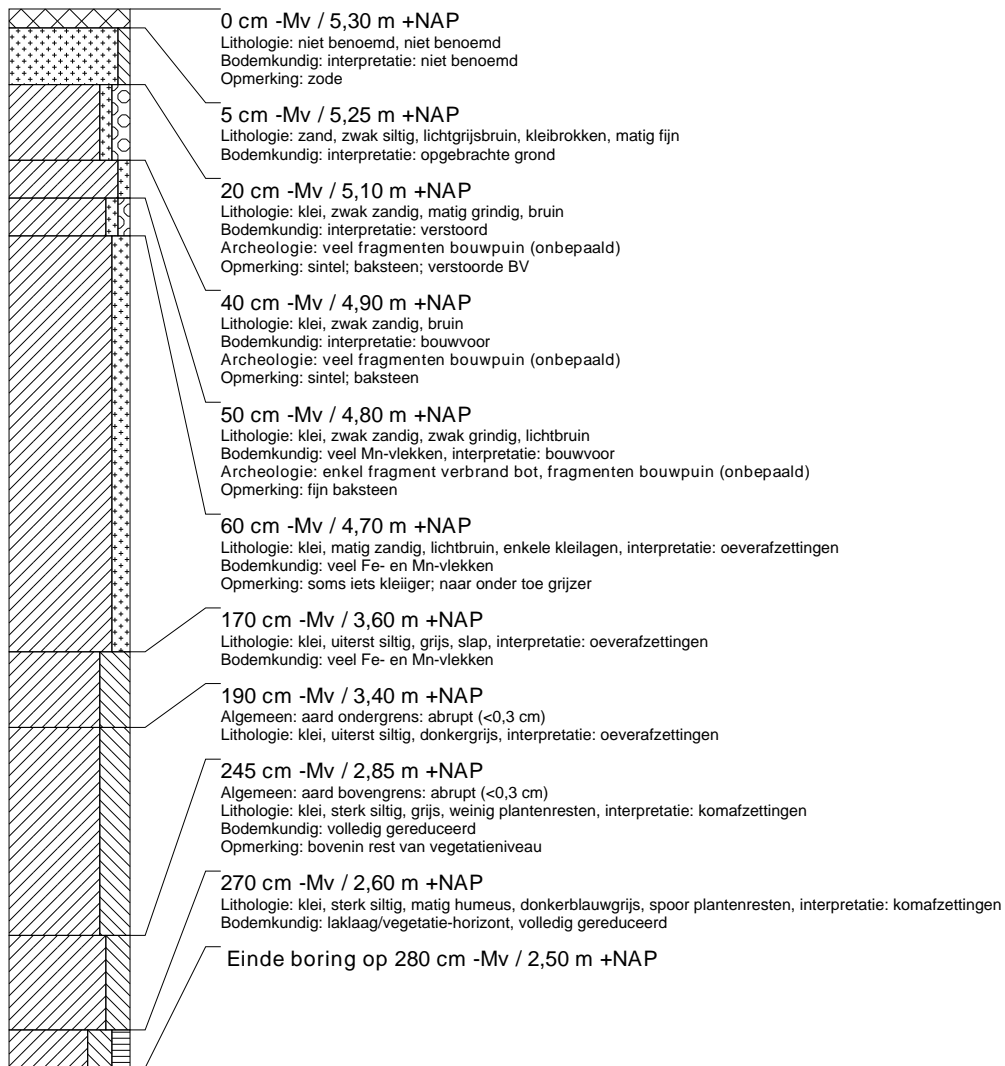 0 cm -Mv / 5,30 m +NAP
Lithologie: niet benoemd, niet benoemd
Bodemkundig: interpretatie: niet benoemd
Opmerking: zode
5 cm -Mv / 5,25 m +NAP
Lithologie: zand, zwak siltig, lichtgrijsbruin, kleibrokken, matig fijn
Bodemkundig: interpretatie: opgebrachte grond
20 cm -Mv / 5,10 m +NAP
Lithologie: klei, zwak zandig, matig grindig, bruin
Bodemkundig: interpretatie: verstoord
Archeologie: veel fragmenten bouwpuin (onbepaald)
Opmerking: sintel; baksteen; verstoorde BV
40 cm -Mv / 4,90 m +NAP
Lithologie: klei, zwak zandig, bruin
Bodemkundig: interpretatie: bouwvoor
Archeologie: veel fragmenten bouwpuin (onbepaald)
Opmerking: sintel; baksteen
50 cm -Mv / 4,80 m +NAP
Lithologie: klei, zwak zandig, zwak grindig, lichtbruin
Bodemkundig: veel Mn-vlekken, interpretatie: bouwvoor
Archeologie: enkel fragment verbrand bot, fragmenten bouwpuin (onbepaald)
Opmerking: fijn baksteen
60 cm -Mv / 4,70 m +NAP
Lithologie: klei, matig zandig, lichtbruin, enkele kleilagen, interpretatie: oeverafzettingen
Bodemkundig: veel Fe- en Mn-vlekken
Opmerking: soms iets kleiiger; naar onder toe grijzer
170 cm -Mv / 3,60 m +NAP
Lithologie: klei, uiterst siltig, grijs, slap, interpretatie: oeverafzettingen
Bodemkundig: veel Fe- en Mn-vlekken
190 cm -Mv / 3,40 m +NAP
Algemeen: aard ondergrens: abrupt (<0,3 cm)
Lithologie: klei, uiterst siltig, donkergrijs, interpretatie: oeverafzettingen
245 cm -Mv / 2,85 m +NAP
Algemeen: aard bovengrens: abrupt (<0,3 cm)
Lithologie: klei, sterk siltig, grijs, weinig plantenresten, interpretatie: komafzettingen
Bodemkundig: volledig gereduceerd
Opmerking: bovenin rest van vegetatieniveau
270 cm -Mv / 2,60 m +NAP
Lithologie: klei, sterk siltig, matig humeus, donkerblauwgrijs, spoor plantenresten, interpretatie: komafzettingen
Bodemkundig: laklaag/vegetatie-horizont, volledig gereduceerd
Einde boring op 280 cm -Mv / 2,50 m +NAP